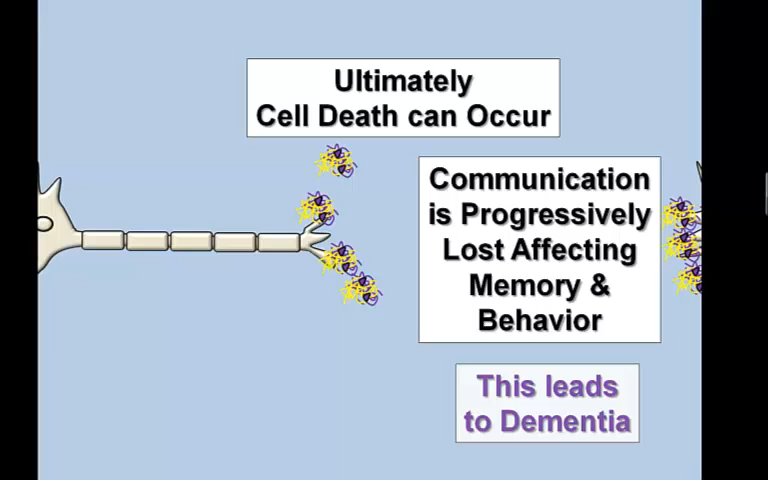 Ultimately
Cell Death can Occur
Communication
is Progressively
Lost Affecting
Memory &
Behavior
This leads
to Dementia